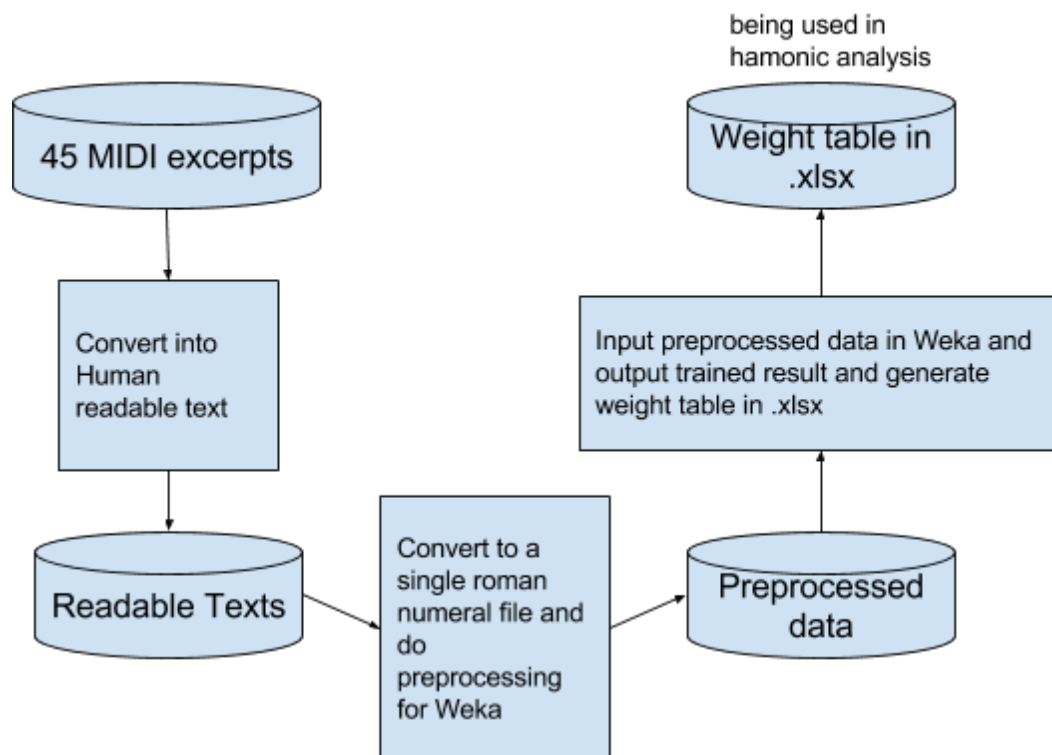 45 MIDI excerpts
Convert into
Human
readable text
Readable Texts
Convert to a
single roman
numeral file and
do
preprocessing
for Weka
Preprocessed
data
Input preprocessed data in Weka and
output trained result and generate
weight table in .xlsx
Weight table in
.xlsx
being used in
hamonic analysis